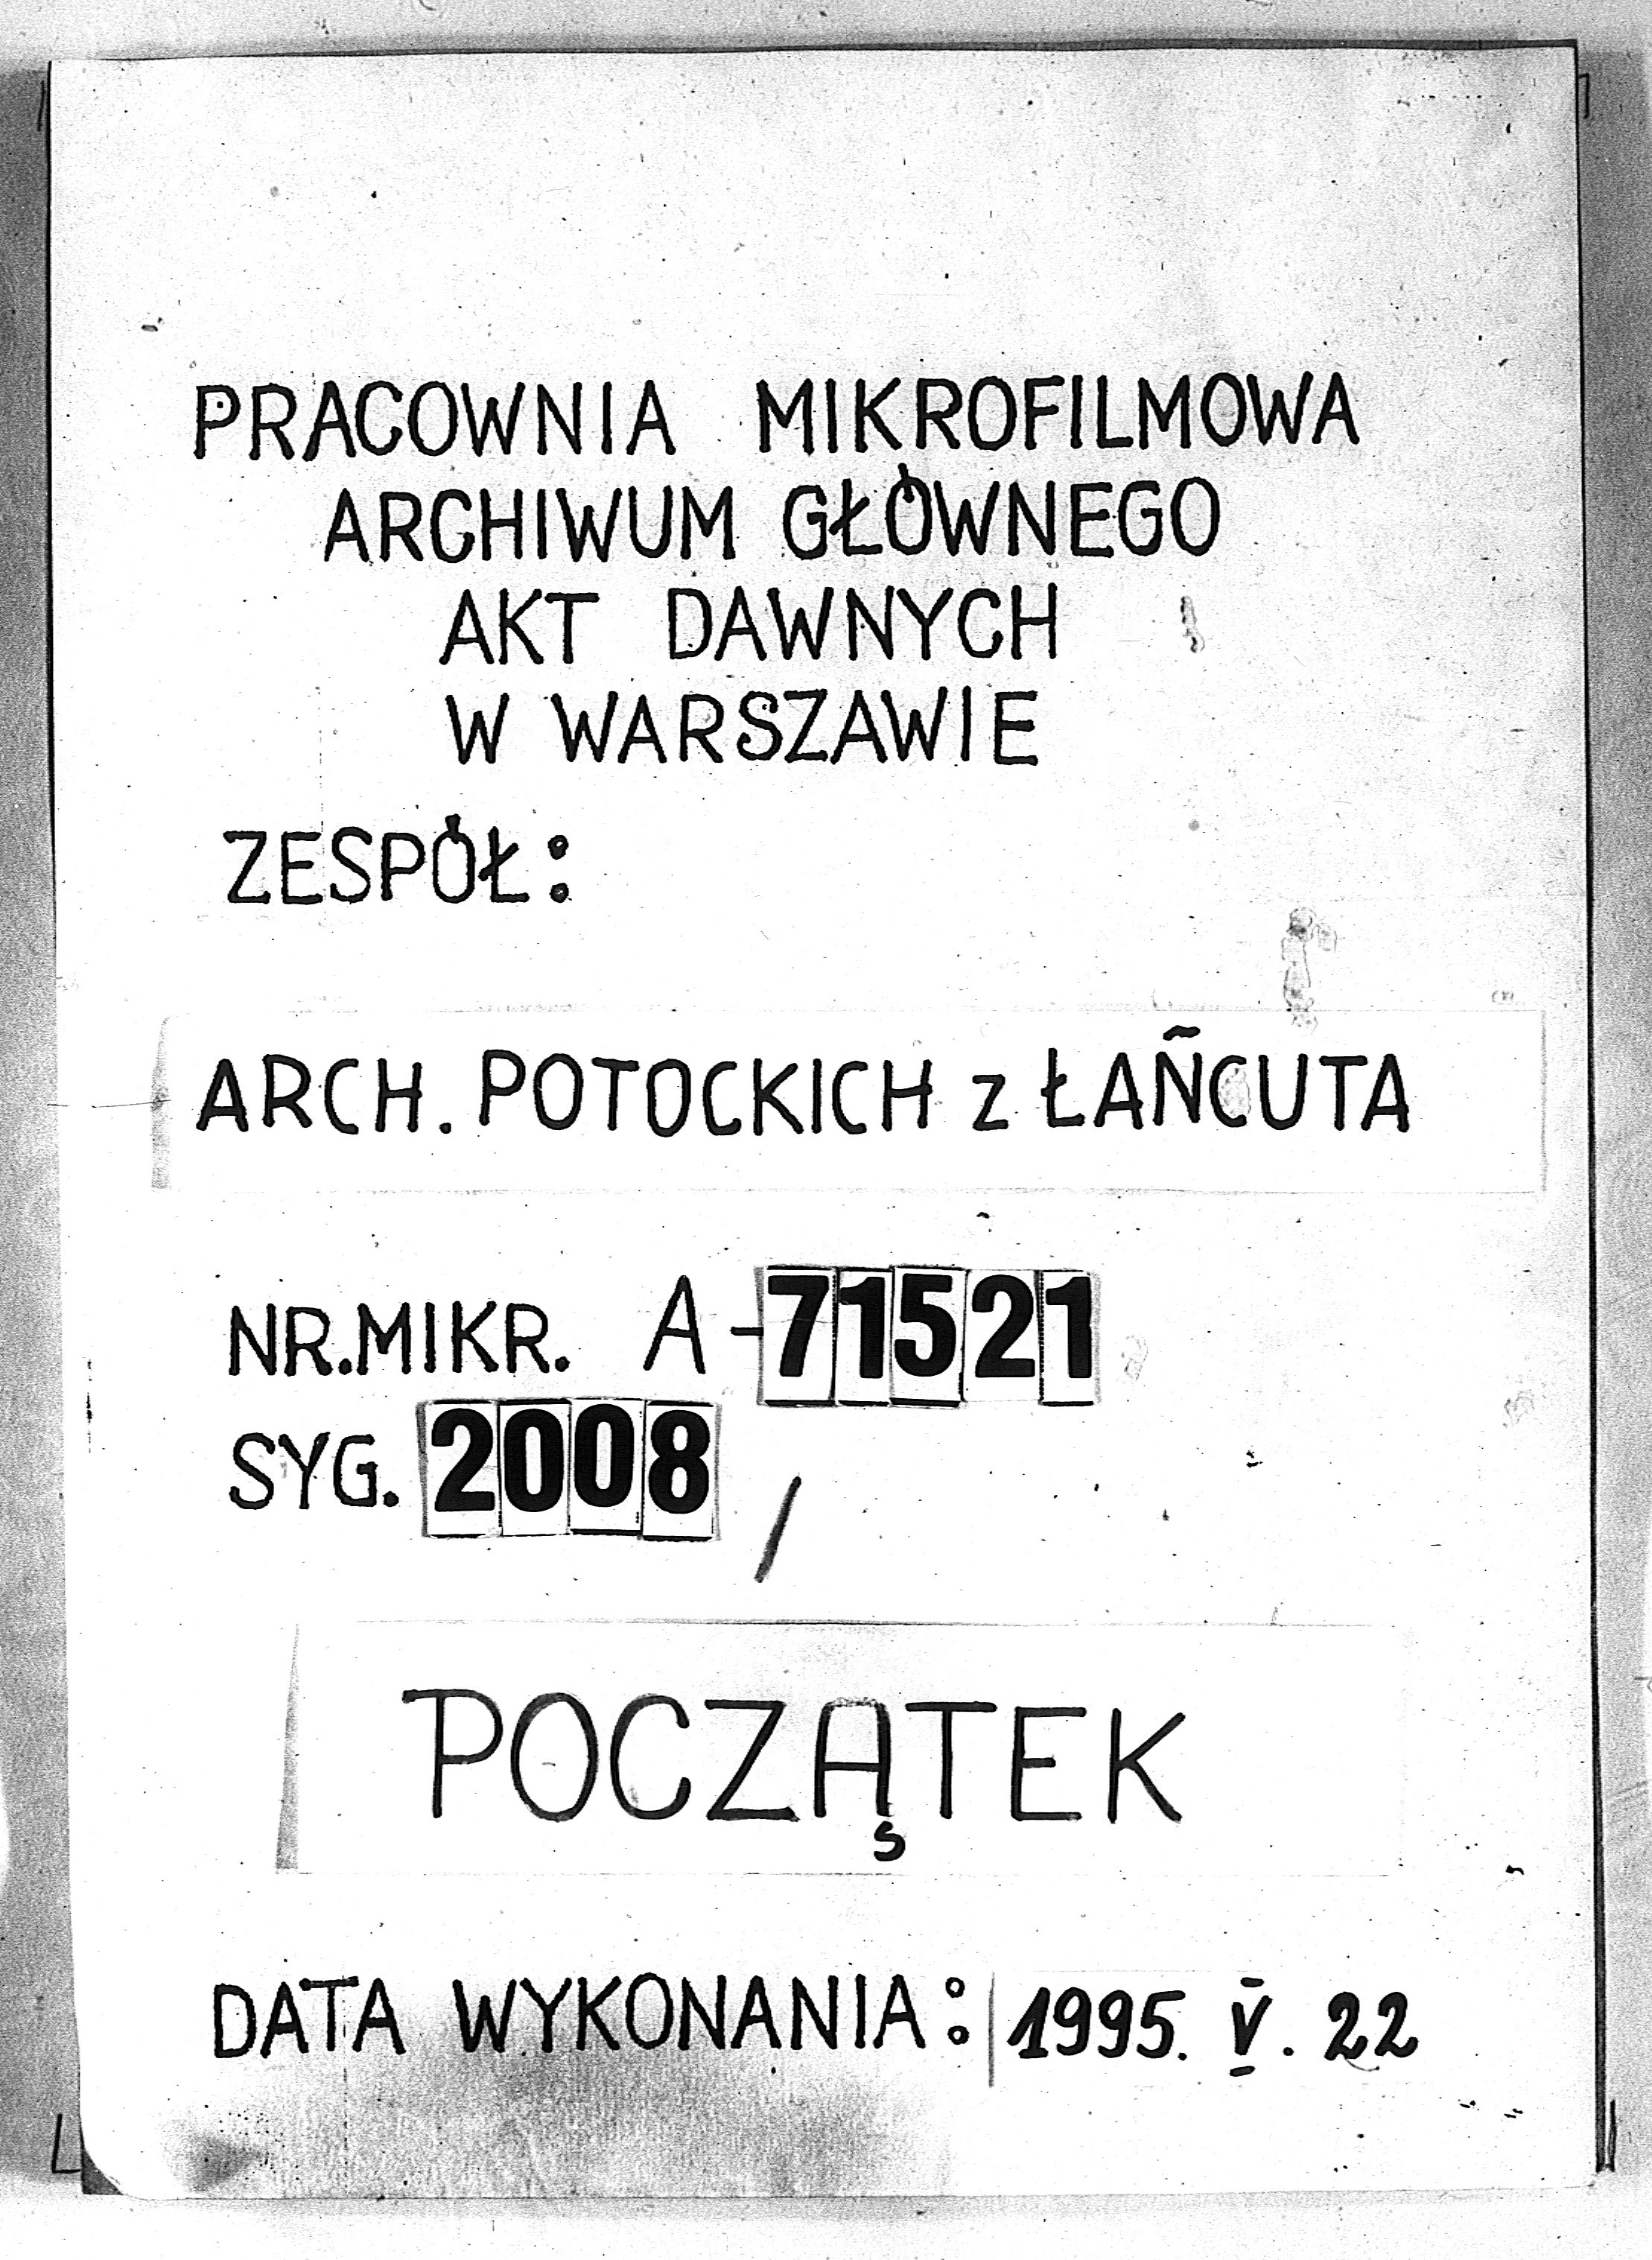 PRACOWNIA MIKROFILMOWA
ARCHIWUM GŁÓWNEGO
AKT DAWNYCH
W WARSZAWIE
ZESPÓŁ:
ARCH. POTOCKICH z ŁAŃCUTA
NR. MIKR. A-71521
SYG. 2008 /
POCZĄTEK
DATA WYKONANIA: 1995. V. 22